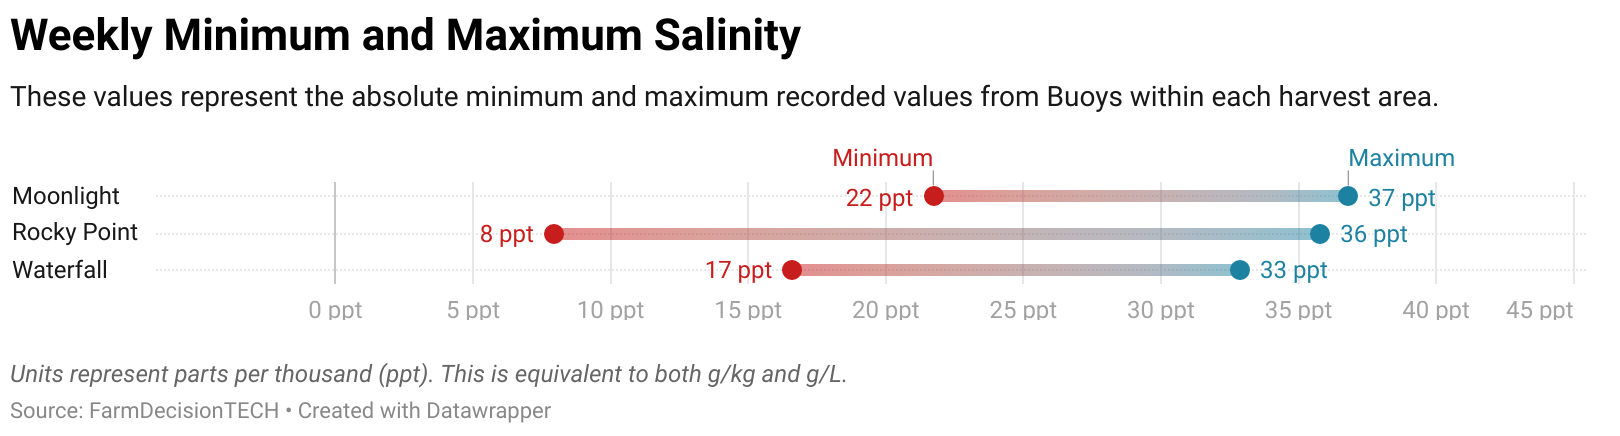 Weekly Minimum and Maximum Salinity
These values represent the absolute minimum and maximum recorded values from Buoys within each harvest area.
Minimum Maximum
Moonlight 22 ppt 37 ppt
Rocky Point 8 ppt 36 ppt
Waterfall 17 ppt 33 ppt
0 ppt 5 ppt 10 ppt 15 ppt 20 ppt 25 ppt 30 ppt 35 ppt 40 ppt 45 ppt
Units represent parts per thousand (ppt). This is equivalent to both g/kg and g/L.
Source: FarmDecisionTECH • Created with Datawrapper